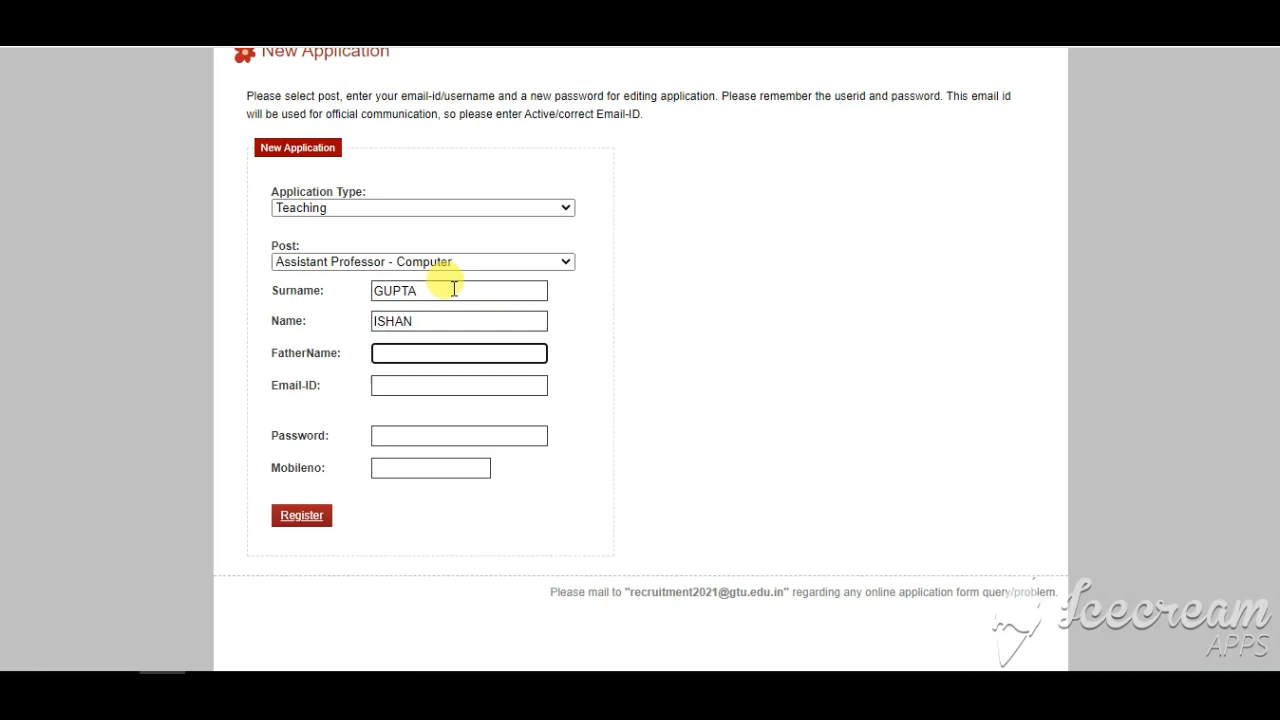 New Application
Please select post, enter your email-id/username and a new password for editing application. Please remember the userid and password. This email id
will be used for official communication, so please enter Active/correct Email-ID.
New Application
Application Type:
Teaching
Post:
Assistant Professor - Computer
Surname: GUPTA
Name: ISHAN
FatherName:
Email-ID:
Password:
Mobileno:
Register
Please mail to "recruitment2021@gtu.edu.in" regarding any online application form query/problem.
Icecream
APPS